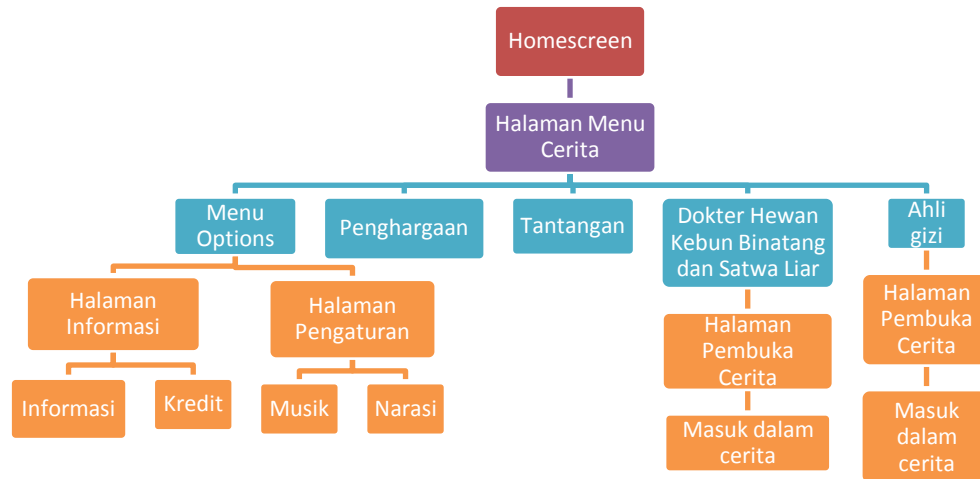 Homescreen
Halaman Menu
Cerita
Menu
Options
Penghargaan
Tantangan
Dokter Hewan
Kebun Binatang
dan Satwa Liar
Ahli
gizi
Halaman
Informasi
Halaman
Pengaturan
Halaman
Pembuka
Cerita
Halaman
Pembuka
Cerita
Informasi
Kredit
Musik
Narasi
Masuk dalam
cerita
Masuk
dalam
cerita